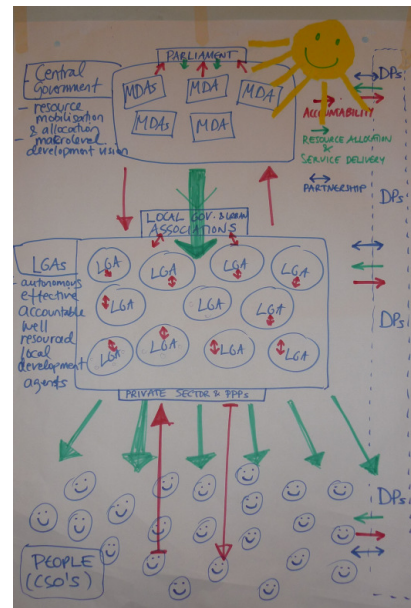 PARLIAMENT
- Central
Government
- resource
mobilisation
& allocation
- makrolevel
development vision
MDAs
MDA
MDA
MDAs
MDA
DPs
ACCOUNTABILITY
RESOURCE ALLOCATION
&
SERVICE DELIVERY
PARTNERSHIP
DPs
LOCAL GOV. & URBAN
ASSOCIATIONS
LGAs
- autonomous
effective
accountable
well
resourced
local
development
agents
LGA
LGA
LGA
LGA
LGA
LGA
LGA
LGA
LGA
LGA
LGA
DPs
PRIVATE SECTOR & PPPs
DPs
PEOPLE
(CSO'S)